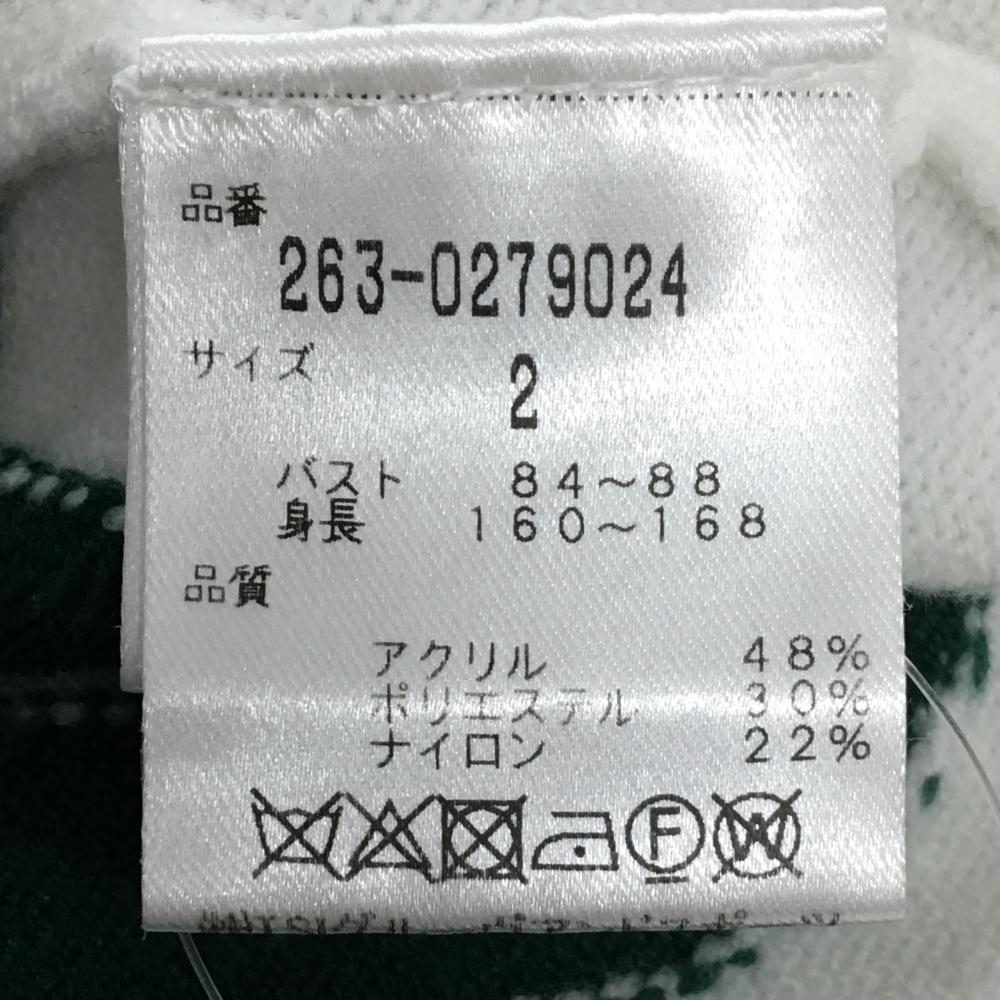 品番
263-0279024
サイズ
2
バスト 84~88
身長 160~168
品質
アクリル 48%
ポリエステル 30%
ナイロン 22%
F W